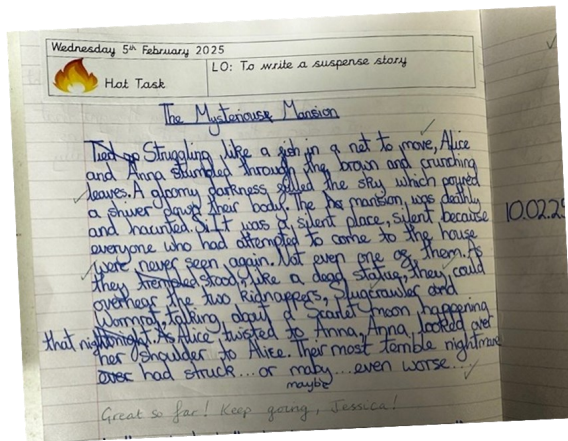 Wednesday 5th February 2025
Hot Task
LO: To write a suspense story
The Mysterious Mansion
Tied up Struggling like a fish in a net to move, Alice
and Anna stumbled through the brown and crunching
leaves. A gloomy darkness filled the sky which poured
a shiver down their body. The mansion, was deathly
and haunted. It was a silent place, silent because
everyone who had attempted to come to the house
were never seen again. Not even one of them. As
they trembled stood, like a dead statue, they could
overhear the two kidnappers, Slugcrawler and
Wormrat, talking about a Scarlet moon happening
that night tonight. As Alice twisted to Anna, Anna looked over
her shoulder to Alice. Their most terrible nightmare
ever had struck... or maby... even worse...
maybe
Great so far! Keep going, Jessica!
10.02.25